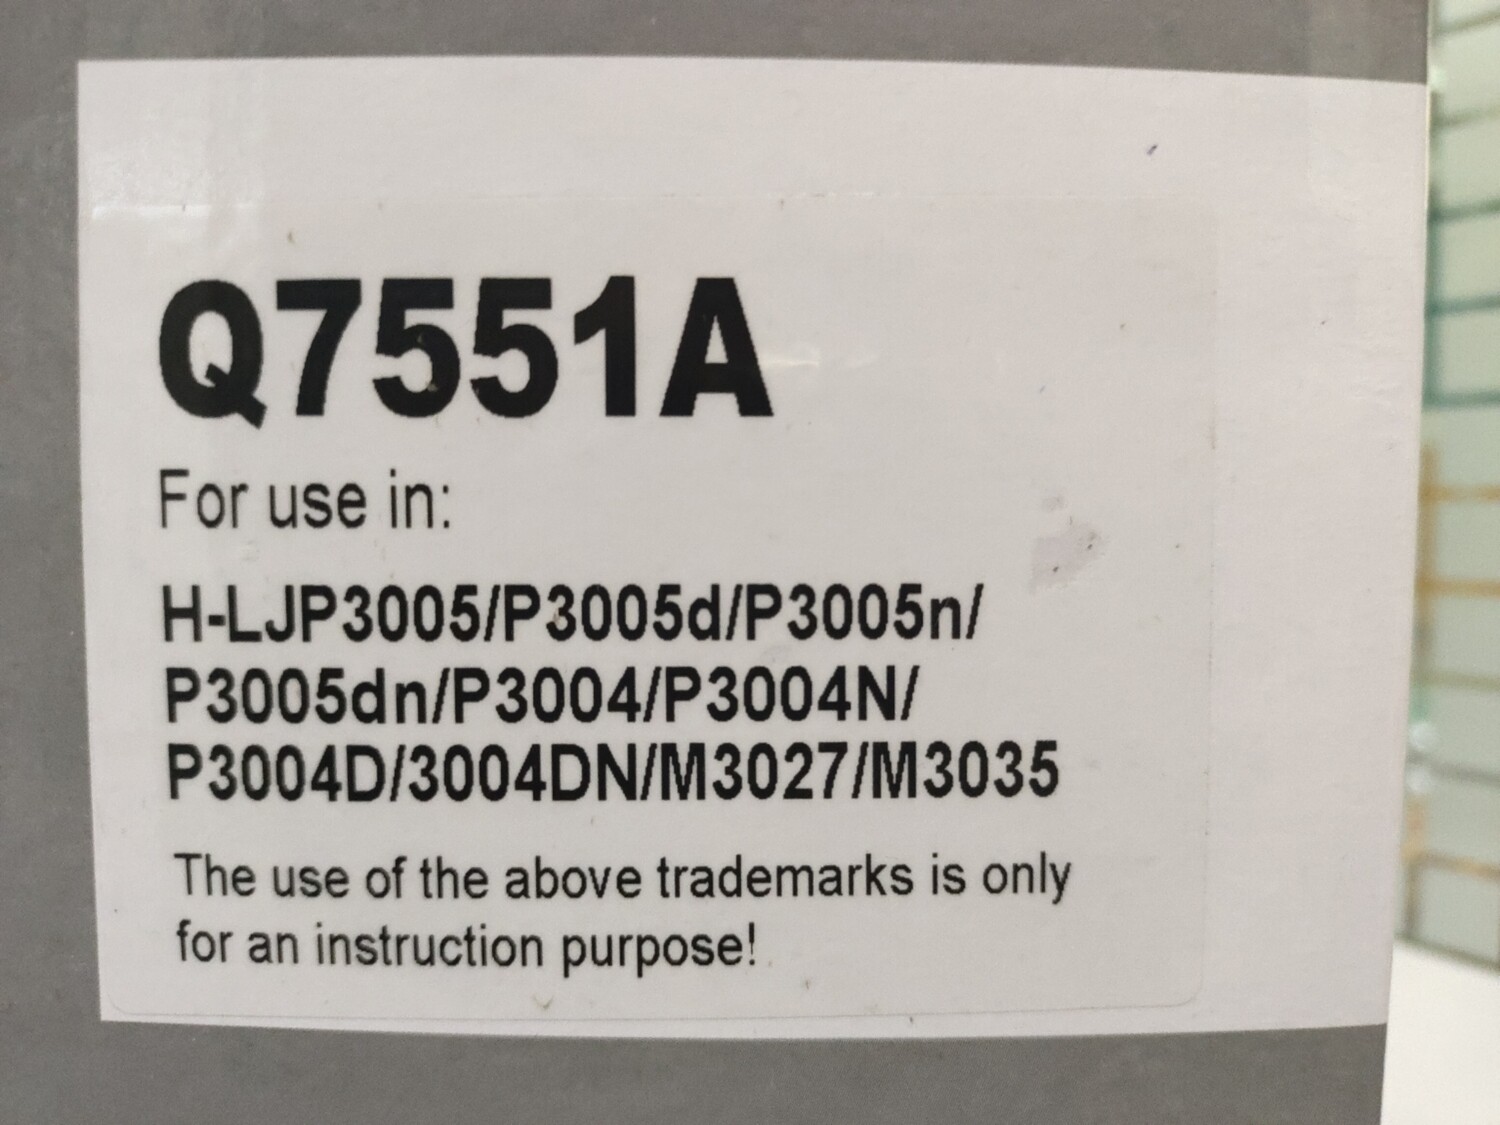 Q7551A
For use in:
H-LJP3005/P3005d/P3005n/
P3005dn/P3004/P3004N/
P3004D/3004DN/M3027/M3035
The use of the above trademarks is only
for an instruction purpose!